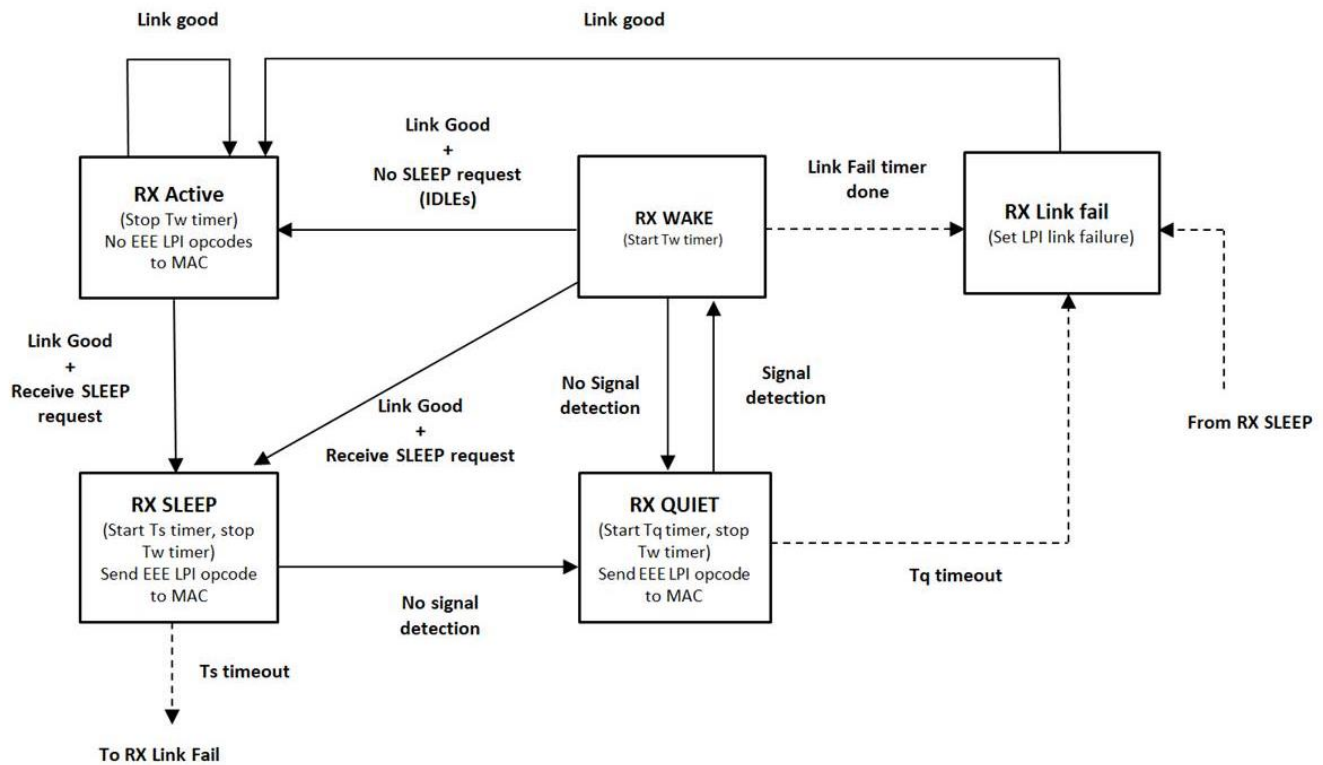 Link good
Link good
Link Good
+
No SLEEP request
(IDLEs)
RX Active
(Stop Tw timer)
No EEE LPI opcodes
to MAC
RX WAKE
(Start Tw timer)
Link Fail timer
done
RX Link fail
(Set LPI link failure)
Link Good
+
Receive SLEEP
request
Link Good
+
Receive SLEEP request
No Signal
detection
Signal
detection
From RX SLEEP
RX SLEEP
(Start Ts timer, stop
Tw timer)
Send EEE LPI opcode
to MAC
No signal
detection
RX QUIET
(Start Tq timer, stop
Tw timer)
Send EEE LPI opcode
to MAC
Tq timeout
Ts timeout
To RX Link Fail